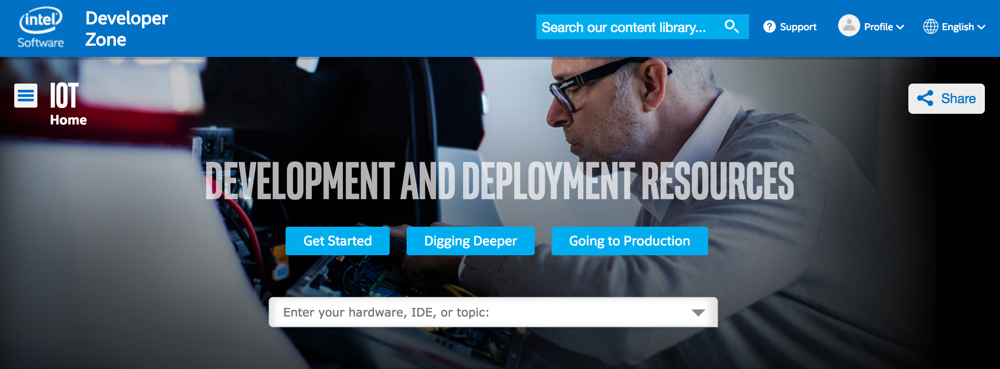 intel
Software
Developer
Zone
Search our content library...
? Support
Profile
English
IOT
Home
Share
DEVELOPMENT AND DEPLOYMENT RESOURCES
Get Started
Digging Deeper
Going to Production
Enter your hardware, IDE, or topic: